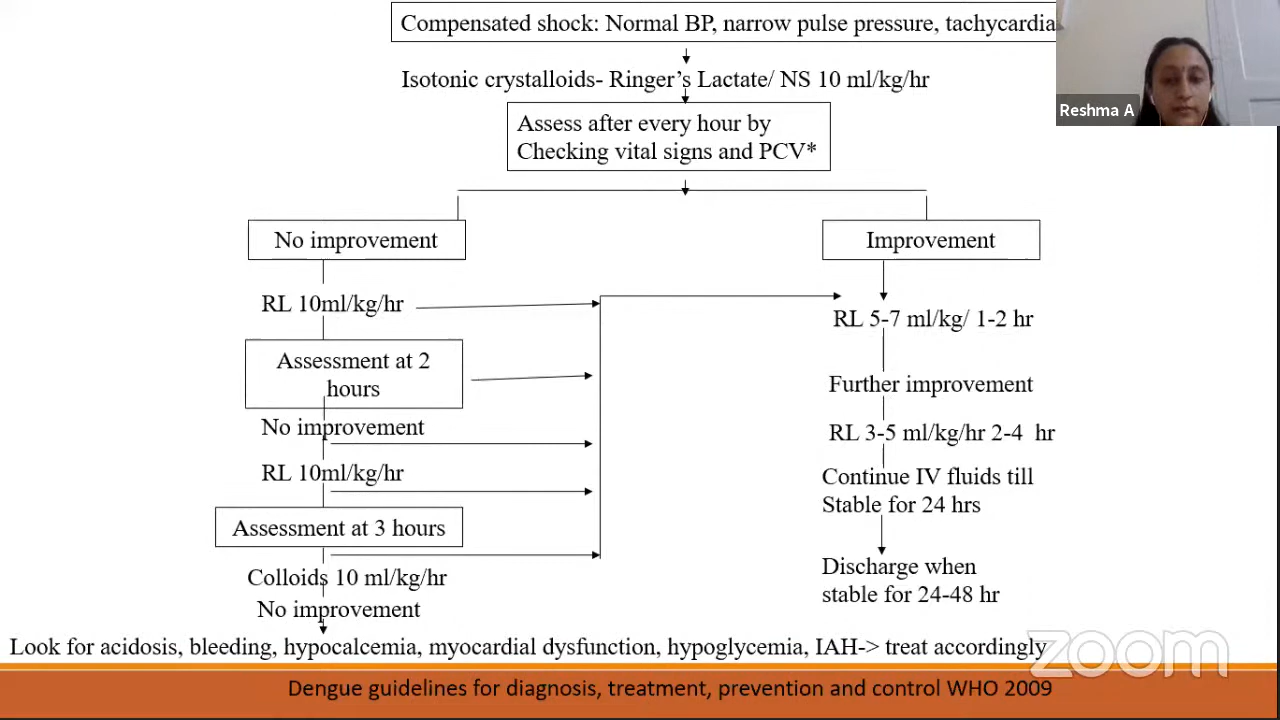 Compensated shock: Normal BP, narrow pulse pressure, tachycardia
Isotonic crystalloids- Ringer's Lactate/ NS 10 ml/kg/hr
Reshma A
Assess after every hour by
Checking vital signs and PCV*
No improvement
Improvement
RL 10ml/kg/hr
RL 5-7 ml/kg/ 1-2 hr
Assessment at 2
hours
Further improvement
No improvement
RL 3-5 ml/kg/hr 2-4 hr
RL 10ml/kg/hr
Continue IV fluids till
Stable for 24 hrs
Assessment at 3 hours
Colloids 10 ml/kg/hr
Discharge when
stable for 24-48 hr
No improvement
Look for acidosis, bleeding, hypocalcemia, myocardial dysfunction, hypoglycemia, IAH-> treat accordingly
zoom
Dengue guidelines for diagnosis, treatment, prevention and control WHO 2009